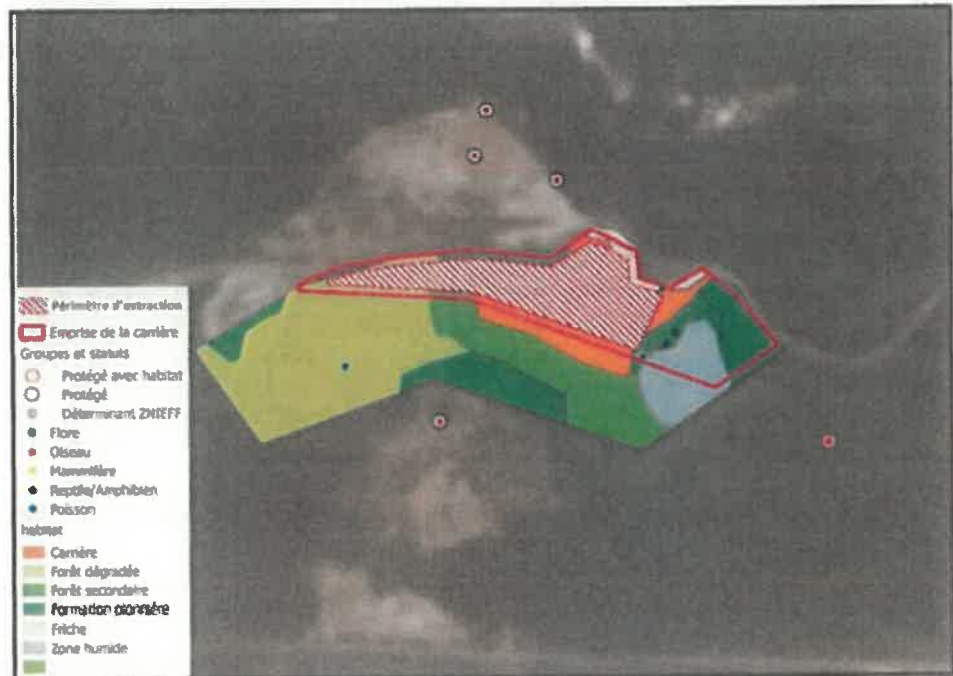 Périmètre d'extraction
Emprise de la carrière
Groupes et statuts
Protégé avec habitat
Protégé
Déterminant ZNIEFF
Flore
Oiseau
Mammifère
Reptile/Amphibien
Poisson
habitat
Carrière
Forêt dégradée
Forêt secondaire
Formation pionnière
Friche
Zone humide